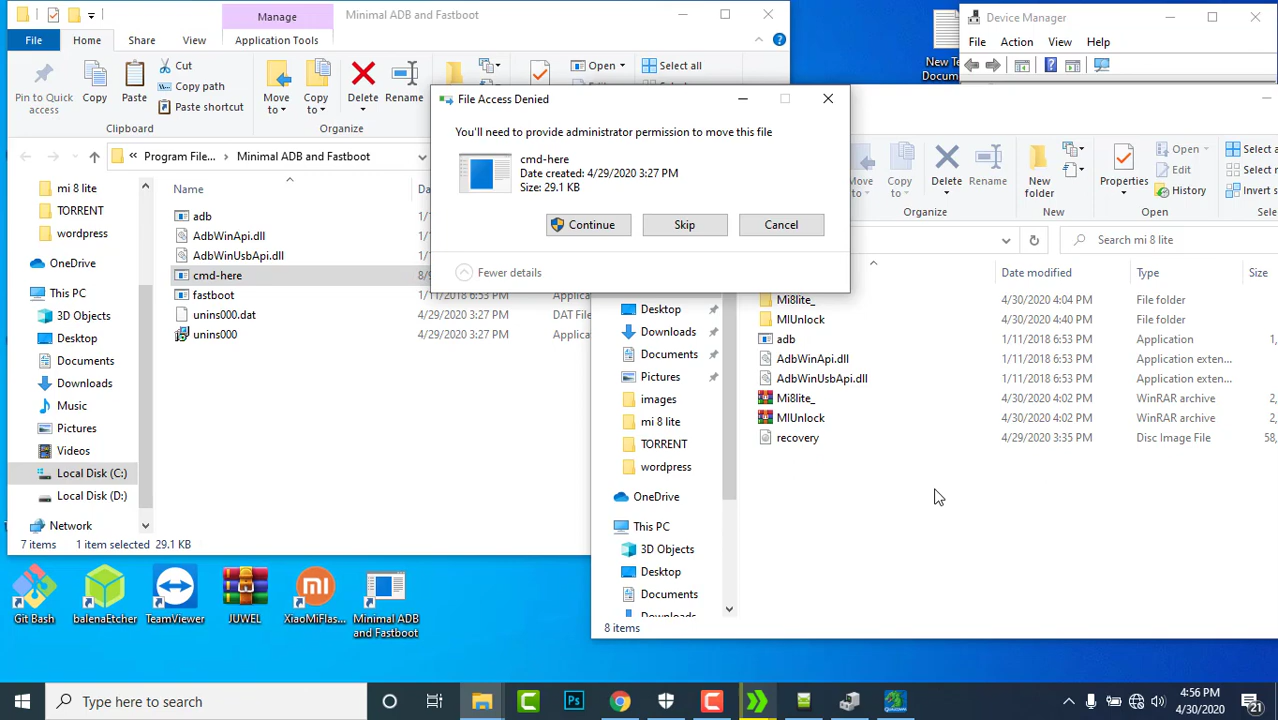 Manage
Minimal ADB and Fastboot
File
Home
Share
View
Application Tools
Pin to Quick
access
Copy
Paste
Cut
Copy path
Paste shortcut
Clipboard
Move
to
Copy
to
Delete
Rename
Organize
Open
Select all
Program File...
Minimal ADB and Fastboot
mi 8 lite
TORRENT
wordpress
OneDrive
This PC
3D Objects
Desktop
Documents
Downloads
Music
Pictures
Videos
Local Disk (C:)
Local Disk (D:)
Network
Name
adb
AdbWinApi.dll
AdbWinUsbApi.dll
cmd-here
fastboot 1/11/2018 6:53 PM Applica
unins000.dat 4/29/2020 3:27 PM DAT File
unins000 4/29/2020 3:27 PM Applica
7 items 1 item selected 29.1 KB
File Access Denied
You'll need to provide administrator permission to move this file
cmd-here
Date created: 4/29/2020 3:27 PM
Size: 29.1 KB
Continue
Skip
Cancel
Fewer details
New Te
Docum
Device Manager
File Action View Help
Copy
to
Delete
Rename
Organize
New
folder
New
Properties
Open
Edit
History
Open
Select a
Select n
Invert s
Select
Search mi 8 lite
Date modified Type Size
Mi8lite_ 4/30/2020 4:04 PM File folder
MIUnlock 4/30/2020 4:40 PM File folder
adb 1/11/2018 6:53 PM Application 1,
AdbWinApi.dll 1/11/2018 6:53 PM Application exten...
AdbWinUsbApi.dll 1/11/2018 6:53 PM Application exten...
Mi8lite_ 4/30/2020 4:02 PM WinRAR archive 2,
MIUnlock 4/30/2020 4:02 PM WinRAR archive 2,
recovery 4/29/2020 3:35 PM Disc Image File 58,
Desktop
Downloads
Documents
Pictures
images
mi 8 lite
TORRENT
wordpress
OneDrive
This PC
3D Objects
Desktop
Documents
Downloads
8 items
Git Bash
balenaEtcher
TeamViewer
JUWEL
XiaoMiFlas...
Minimal ADB
and Fastboot
Type here to search
4:56 PM
4/30/2020
21